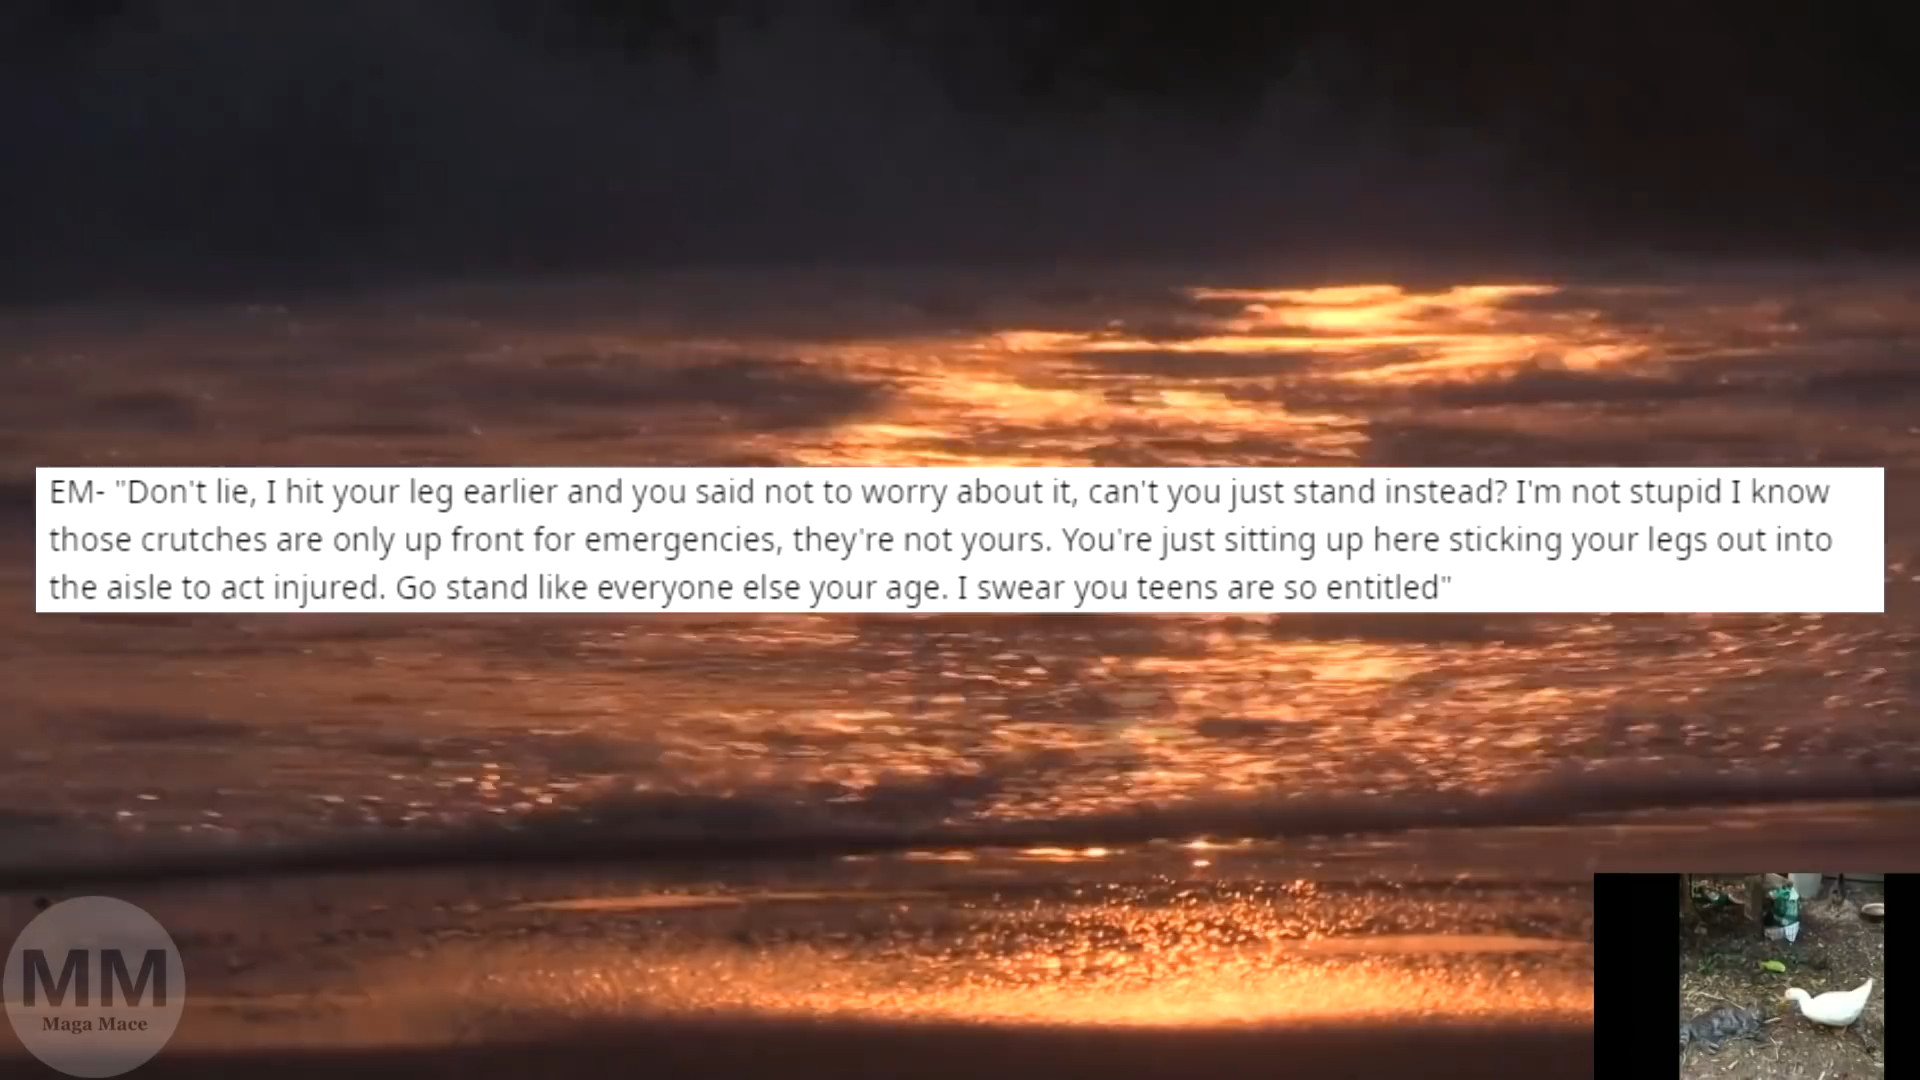 EM- "Don't lie, I hit your leg earlier and you said not to worry about it, can't you just stand instead? I'm not stupid I know
those crutches are only up front for emergencies, they're not yours. You're just sitting up here sticking your legs out into
the aisle to act injured. Go stand like everyone else your age. I swear you teens are so entitled"
MM
Maga Mace